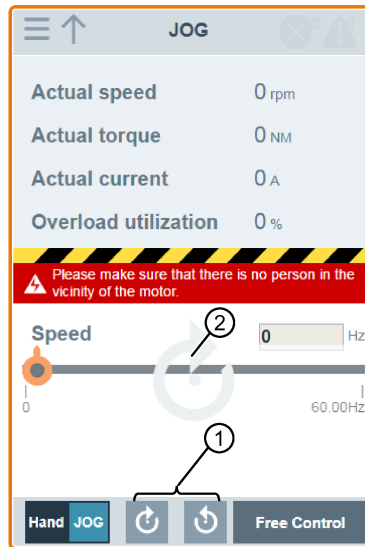 JOG
0
0
Actual speed 0 rpm
Actual torque 0 NM
Actual current 0 A
Overload utilization 0 %
Please make sure that there is no person in the
vicinity of the motor.
2
Speed 0 Hz
0 60.00Hz
1
Hand JOG Free Control